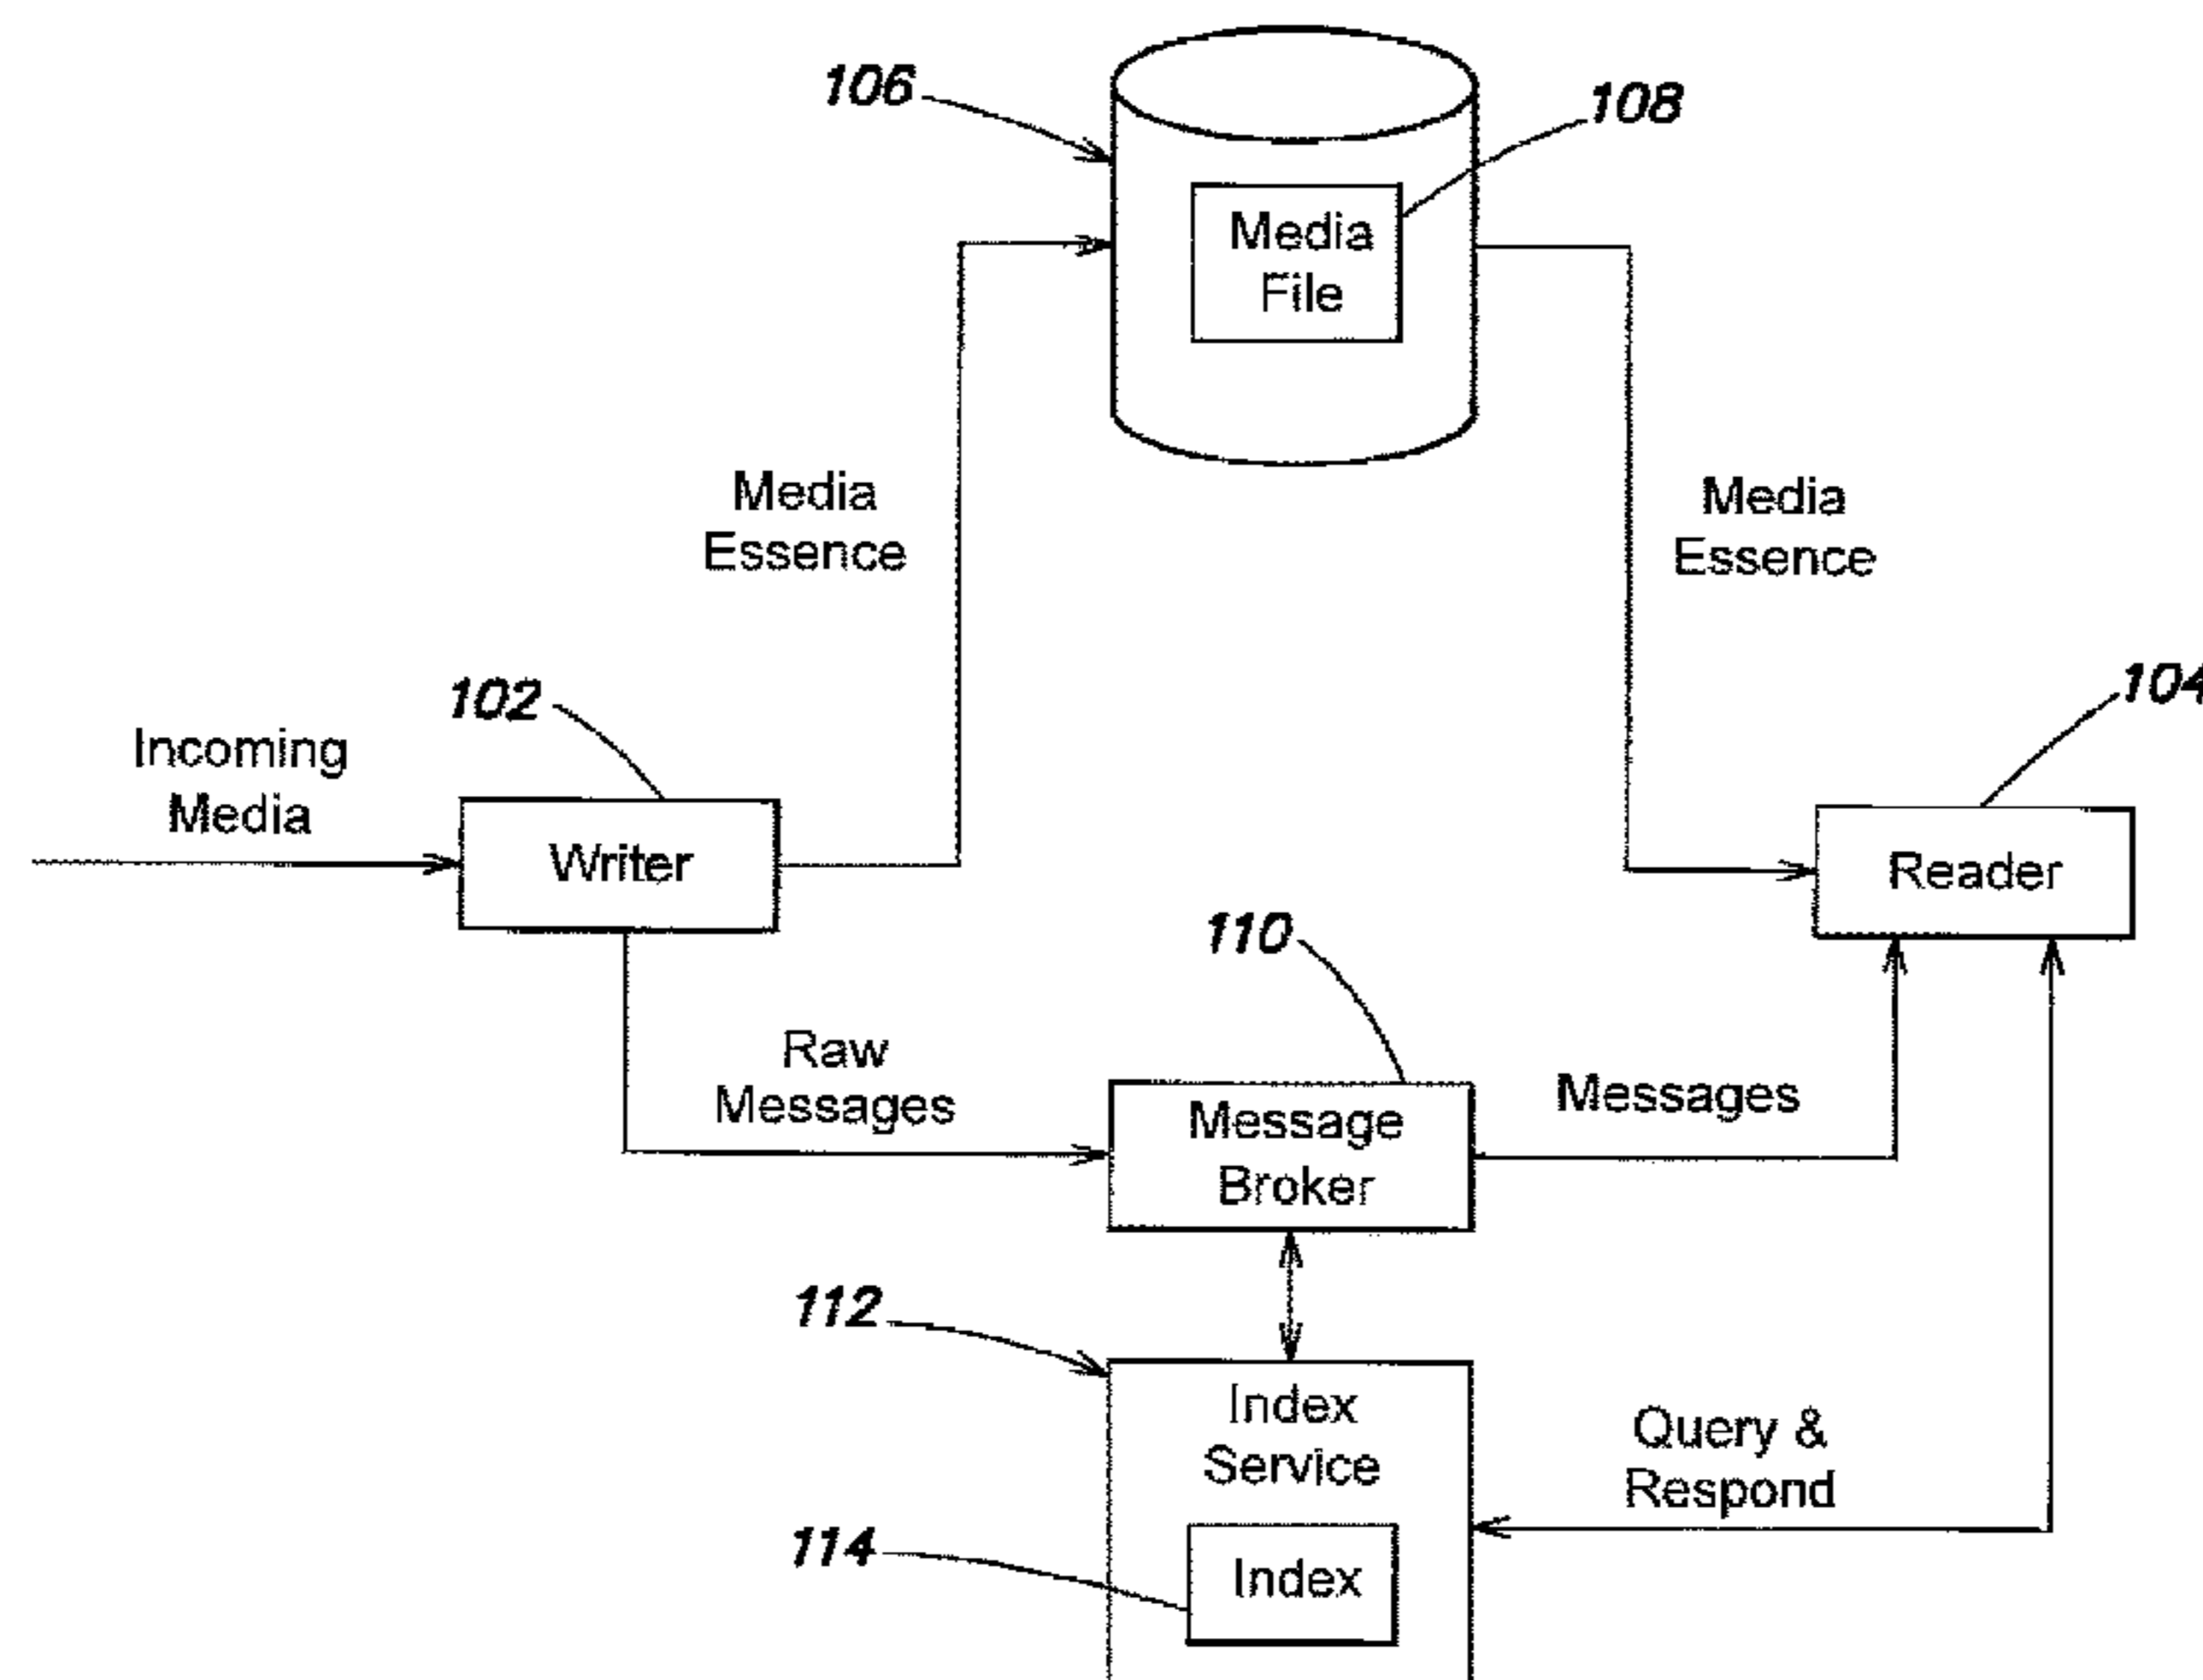 106
108
Media
File
Media
Essence
Media
Essence
102
104
Incoming
Media
Writer
Reader
110
Raw
Messages
Message
Broker
Messages
112
Index
Service
Query &
Respond
114
Index